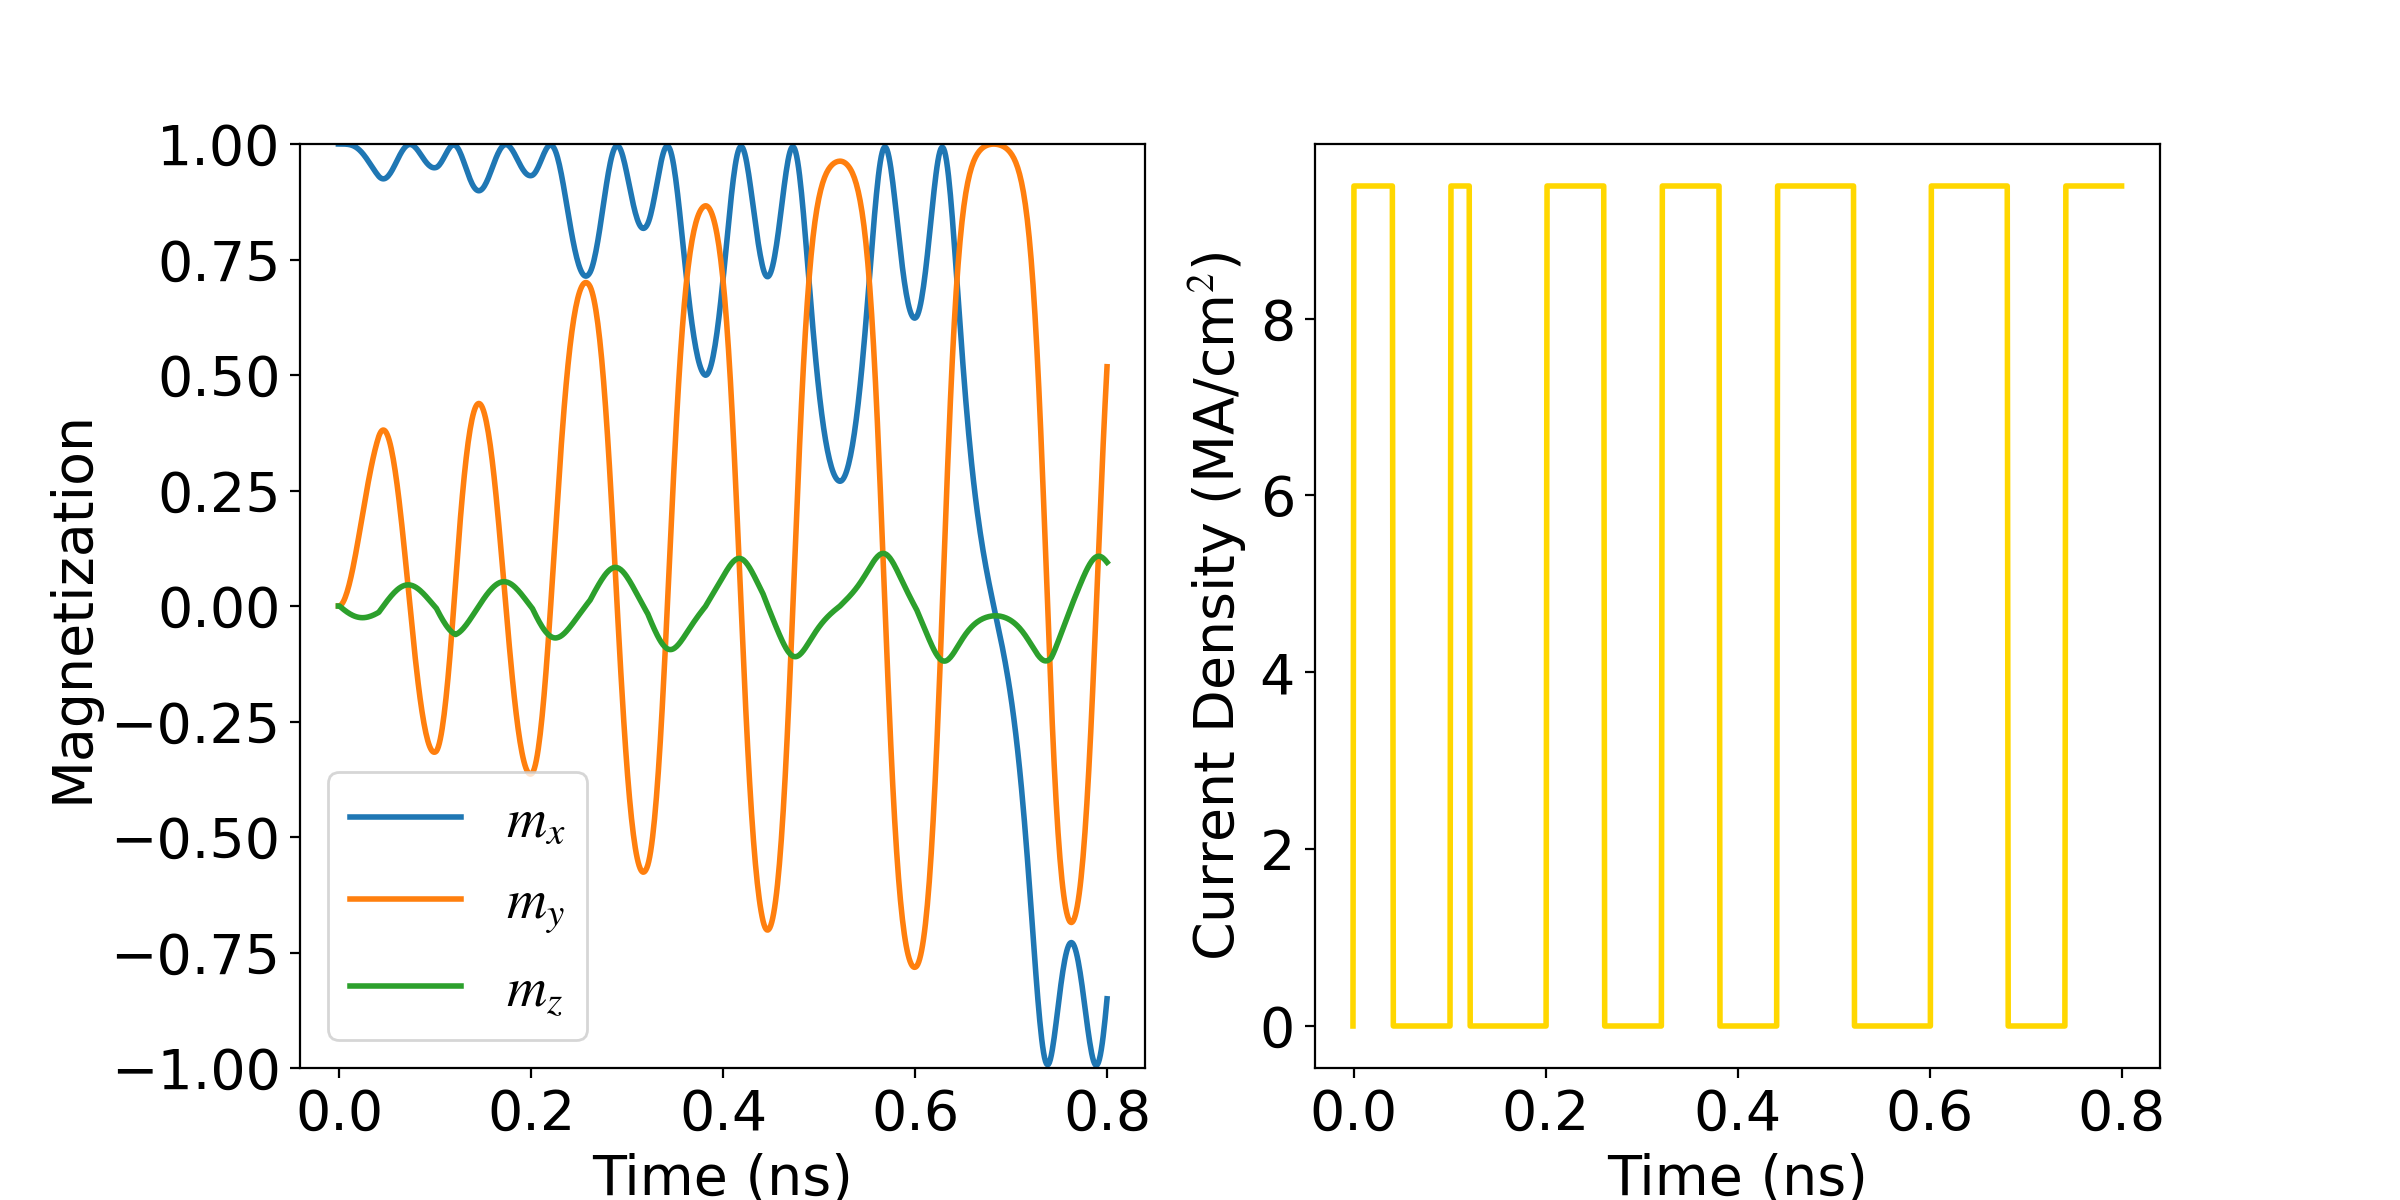 Magnetization
1.00
0.75
0.50
0.25
0.00
−0.25
−0.50
−0.75
−1.00
m_x
m_y
m_z
0.0 0.2 0.4 0.6 0.8
Time (ns)
Current Density (MA/cm²)
8
6
4
2
0
0.0 0.2 0.4 0.6 0.8
Time (ns)